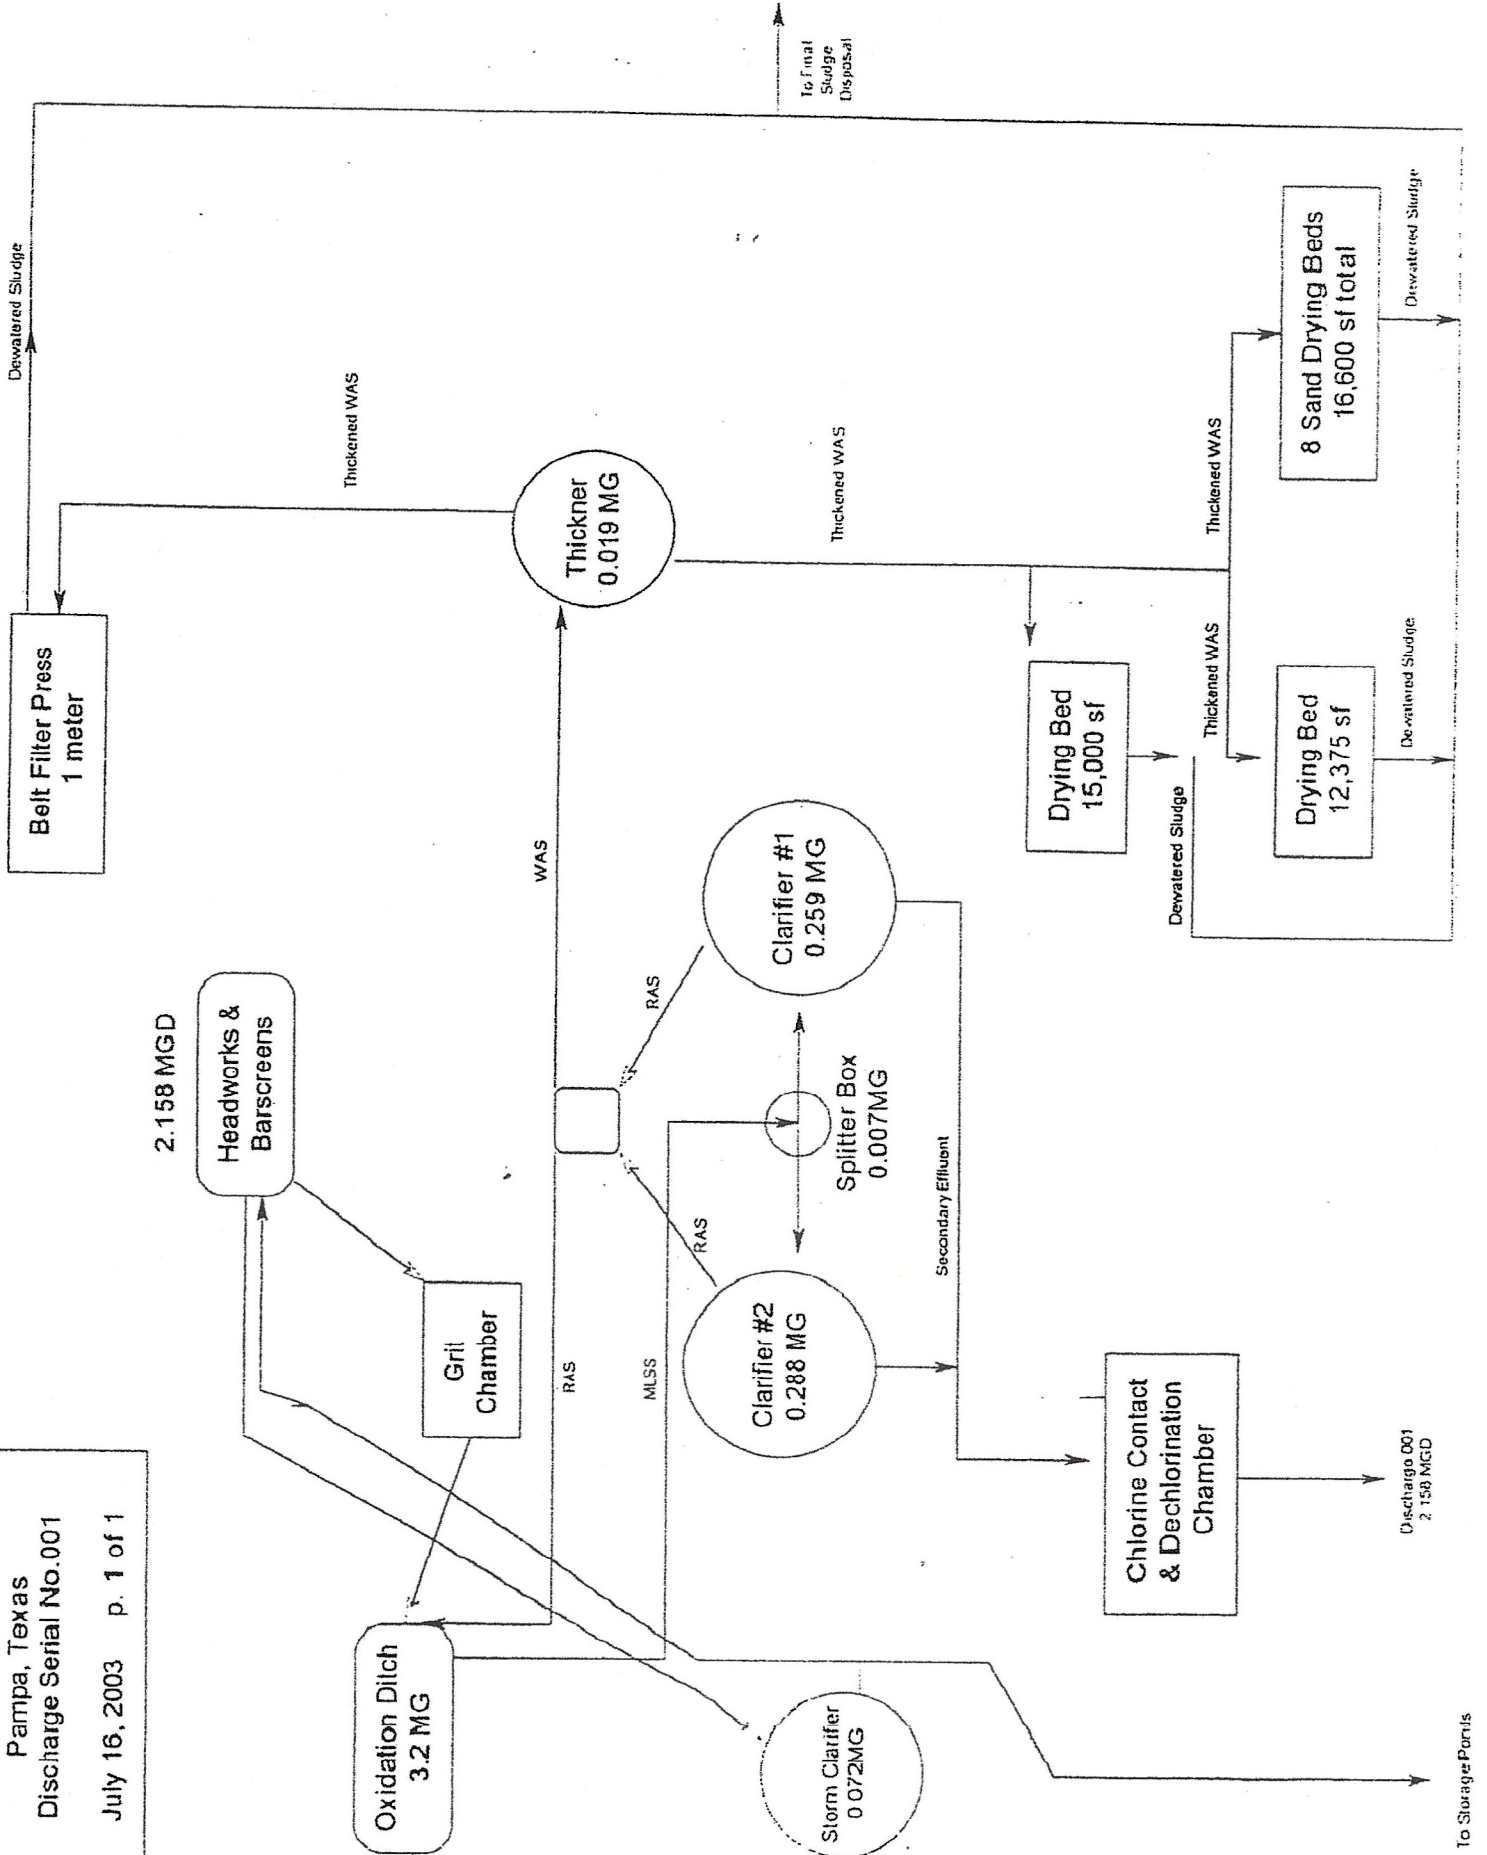 Pampa, Texas
Discharge Serial No.001
July 16, 2003 p. 1 of 1
Oxidation Ditch
3.2 MG
Storm Clarifier
0 072MG
To Storage Ponds
Grit
Chamber
2.158 MGD
Headworks &
Barscreens
RAS
MLSS
RAS
RAS
Clarifier #2
0.288 MG
Splitter Box
0.007MG
Clarifier #1
0.259 MG
Secondary Effluent
Chlorine Contact
& Dechlorination
Chamber
Discharge 001
2 158 MGD
WAS
Thickner
0.019 MG
Thickened WAS
Belt Filter Press
1 meter
Dewatered Sludge
Thickened WAS
Drying Bed
15,000 sf
Dewatered Sludge
Thickened WAS
Drying Bed
12,375 sf
Dewatered Sludge
Thickened WAS
8 Sand Drying Beds
16,600 sf total
Dewatered Sludge
To Final
Sludge
Disposal